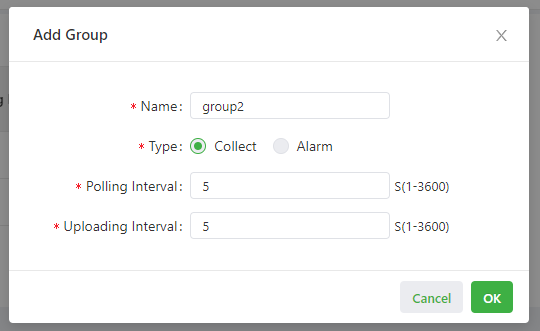 Add Group
* Name: group2
* Type: Collect Alarm
* Polling Interval: 5 S(1-3600)
* Uploading Interval: 5 S(1-3600)
Cancel OK